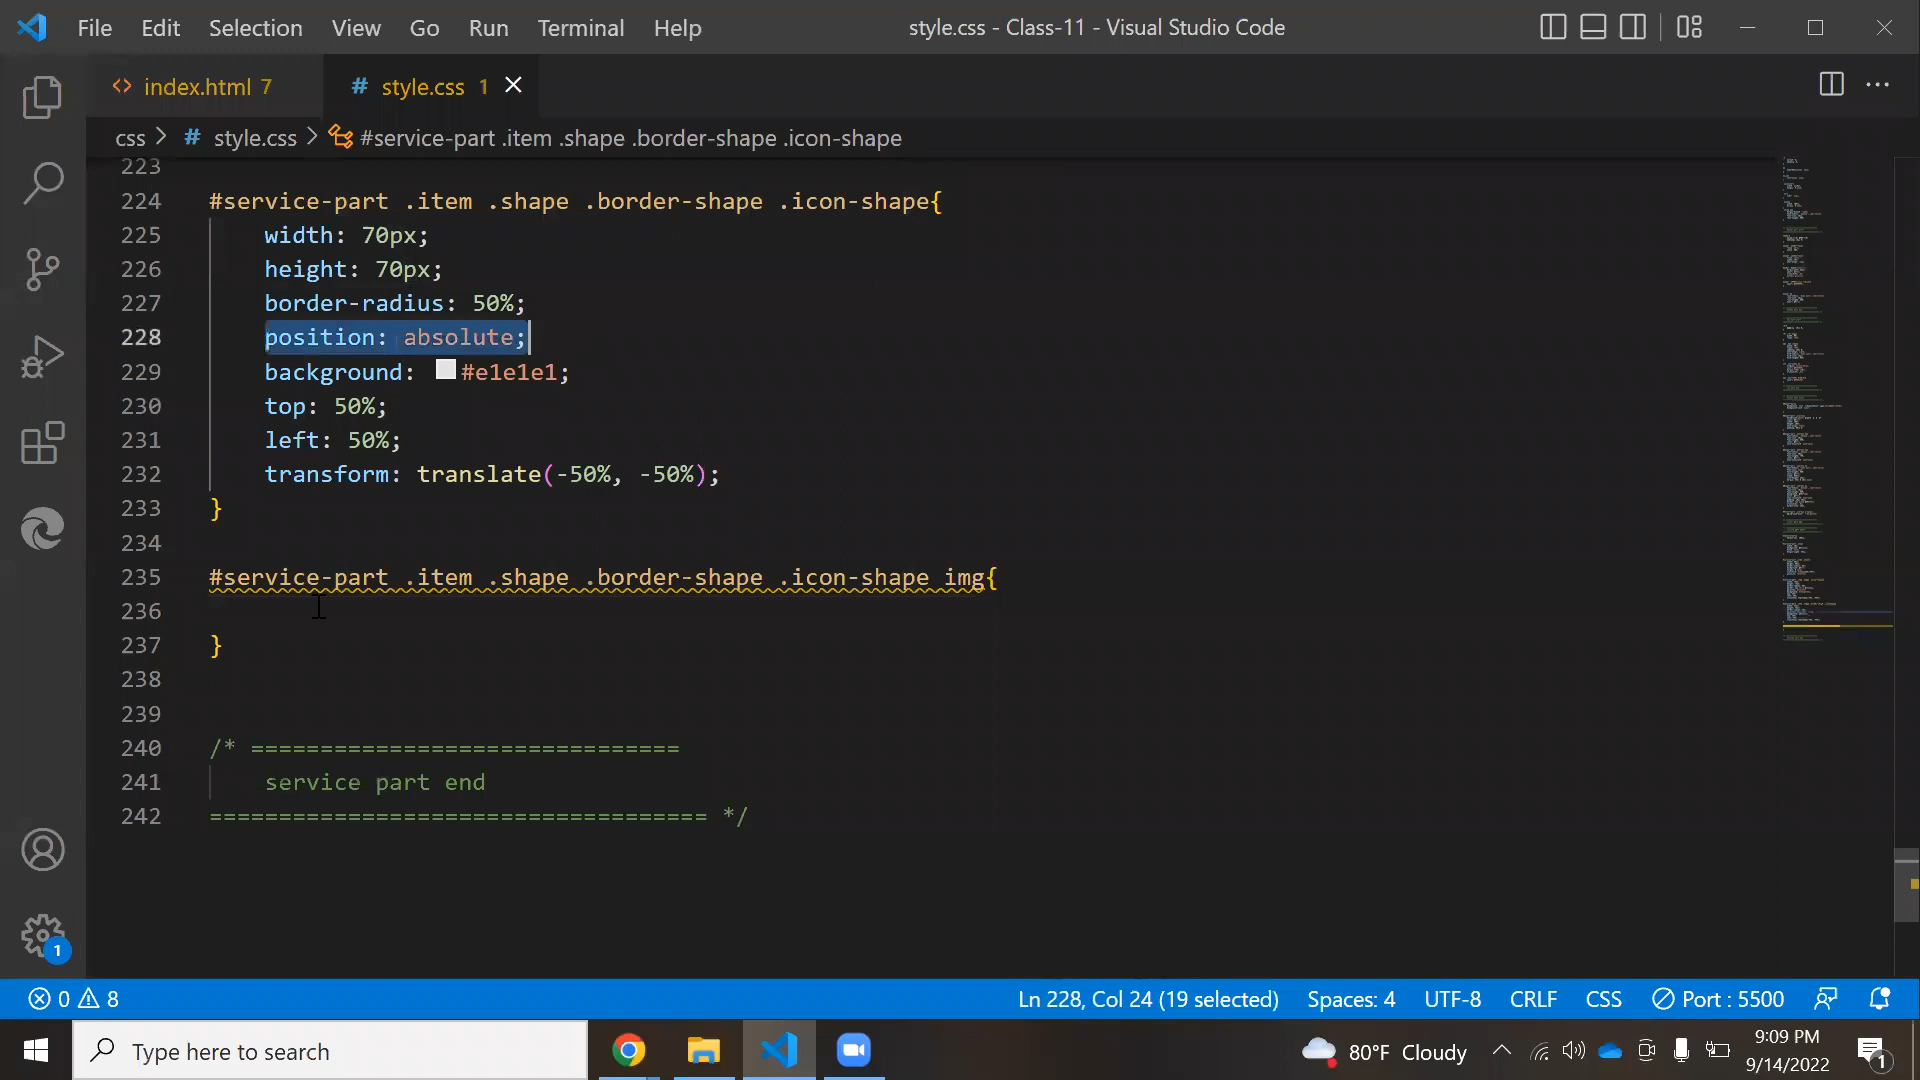 File Edit Selection View Go Run Terminal Help
style.css - Class-11 - Visual Studio Code
<> index.html 7
# style.css 1
css > # style.css > #service-part .item .shape .border-shape .icon-shape
223
224 #service-part .item .shape .border-shape .icon-shape{
225 width: 70px;
226 height: 70px;
227 border-radius: 50%;
228 position: absolute;
229 background: #e1e1e1;
230 top: 50%;
231 left: 50%;
232 transform: translate(-50%, -50%);
233 }
234
235 #service-part .item .shape .border-shape .icon-shape img{
236
237 }
238
239
240 /* ===============================
241 service part end
242 ==================================== */
1
0 8
Ln 228, Col 24 (19 selected) Spaces: 4 UTF-8 CRLF CSS Port : 5500
Type here to search
80°F Cloudy
9:09 PM
9/14/2022
1